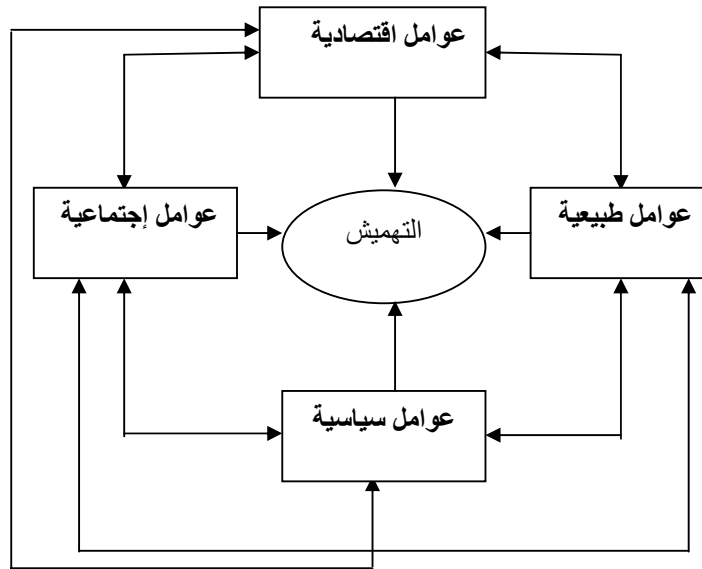 عوامل اقتصادية
عوامل طبيعية
التهميش
عوامل إجتماعية
عوامل سياسية